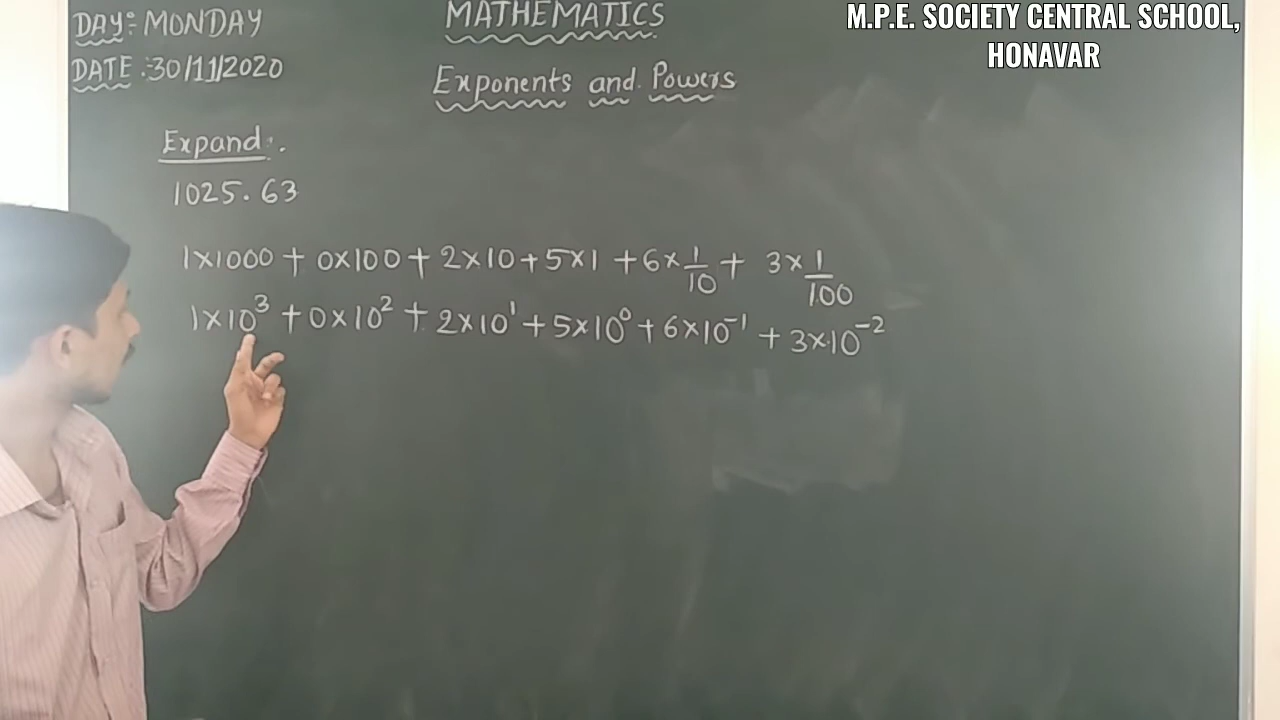 DAY:- MONDAY
MATHEMATICS
M.P.E. SOCIETY CENTRAL SCHOOL,
HONAVAR
DATE :-30/11/2020
Exponents and Powers
Expand:.
1025.63
1×1000 + 0×100 + 2×10 + 5×1 + 6×1/10 + 3×1/100
1×10³ + 0×10² + 2×10¹ + 5×10⁰ + 6×10⁻¹ + 3×10⁻²